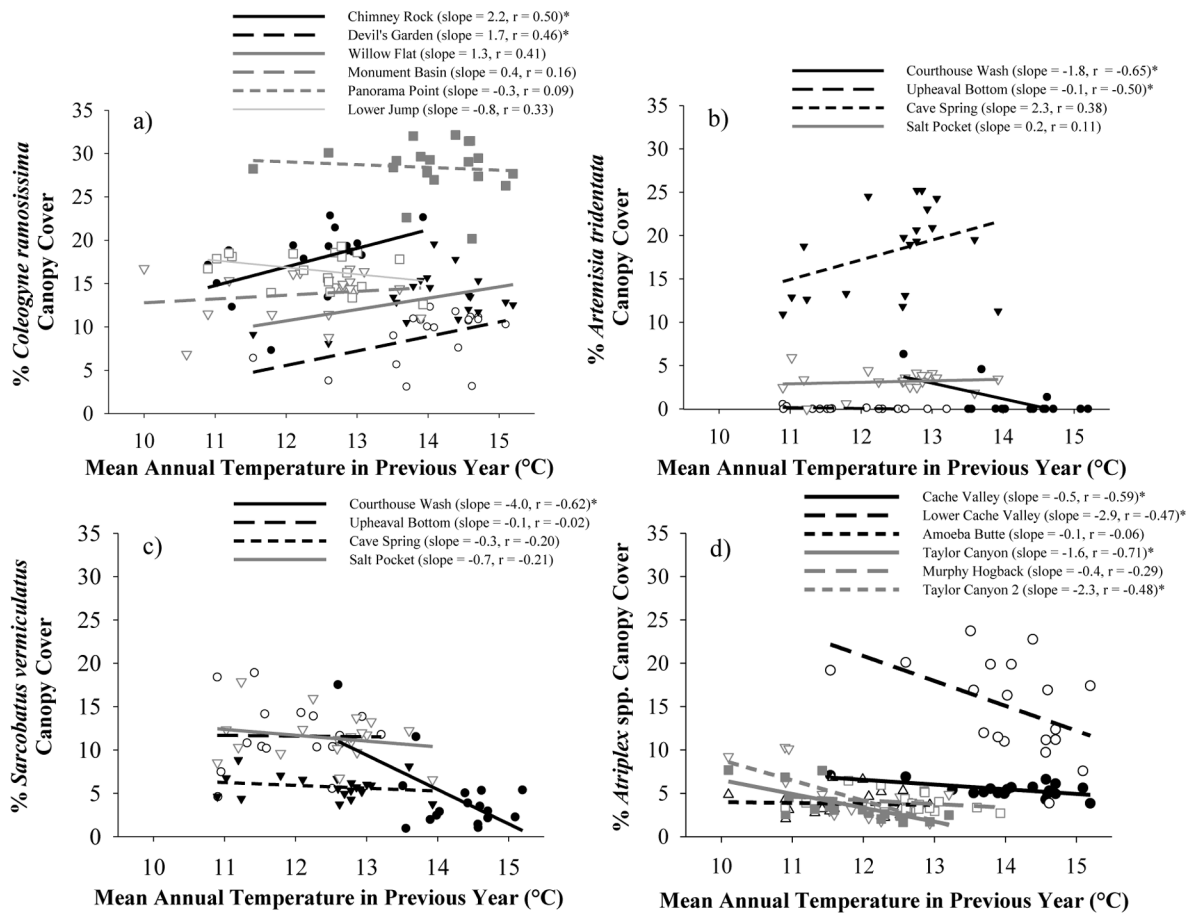 Chimney Rock (slope = 2.2, r = 0.50)*
Devil's Garden (slope = 1.7, r = 0.46)*
Willow Flat (slope = 1.3, r = 0.41)
Monument Basin (slope = 0.4, r = 0.16)
Panorama Point (slope = -0.3, r = 0.09)
Lower Jump (slope = -0.8, r = 0.33)
a)
% Coleogyne ramosissima
Canopy Cover
35
30
25
20
15
10
5
0
10 11 12 13 14 15
Mean Annual Temperature in Previous Year (°C)
Courthouse Wash (slope = -1.8, r = -0.65)*
Upheaval Bottom (slope = -0.1, r = -0.50)*
Cave Spring (slope = 2.3, r = 0.38)
Salt Pocket (slope = 0.2, r = 0.11)
b)
% Artemisia tridentata
Canopy Cover
35
30
25
20
15
10
5
0
10 11 12 13 14 15
Mean Annual Temperature in Previous Year (°C)
Courthouse Wash (slope = -4.0, r = -0.62)*
Upheaval Bottom (slope = -0.1, r = -0.02)
Cave Spring (slope = -0.3, r = -0.20)
Salt Pocket (slope = -0.7, r = -0.21)
c)
% Sarcobatus vermiculatus
Canopy Cover
35
30
25
20
15
10
5
0
10 11 12 13 14 15
Mean Annual Temperature in Previous Year (°C)
Cache Valley (slope = -0.5, r = -0.59)*
Lower Cache Valley (slope = -2.9, r = -0.47)*
Amoeba Butte (slope = -0.1, r = -0.06)
Taylor Canyon (slope = -1.6, r = -0.71)*
Murphy Hogback (slope = -0.4, r = -0.29)
Taylor Canyon 2 (slope = -2.3, r = -0.48)*
d)
% Atriplex spp. Canopy Cover
35
30
25
20
15
10
5
0
10 11 12 13 14 15
Mean Annual Temperature in Previous Year (°C)